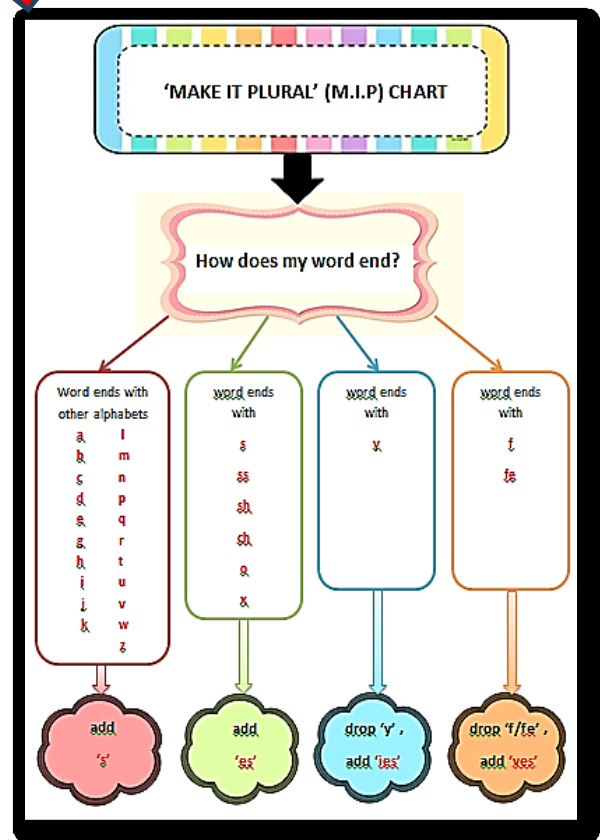 ‘MAKE IT PLURAL’ (M.I.P) CHART
How does my word end?
Word ends with
other alphabets
a l
b m
c n
d p
e q
g r
h t
i u
j v
k w
z
word ends
with
s
ss
sh
ch
o
x
word ends
with
y
word ends
with
f
fe
add
‘s’
add
‘es’
drop ‘y’ ,
add ‘ies’
drop ‘f/fe’ ,
add ‘ves’